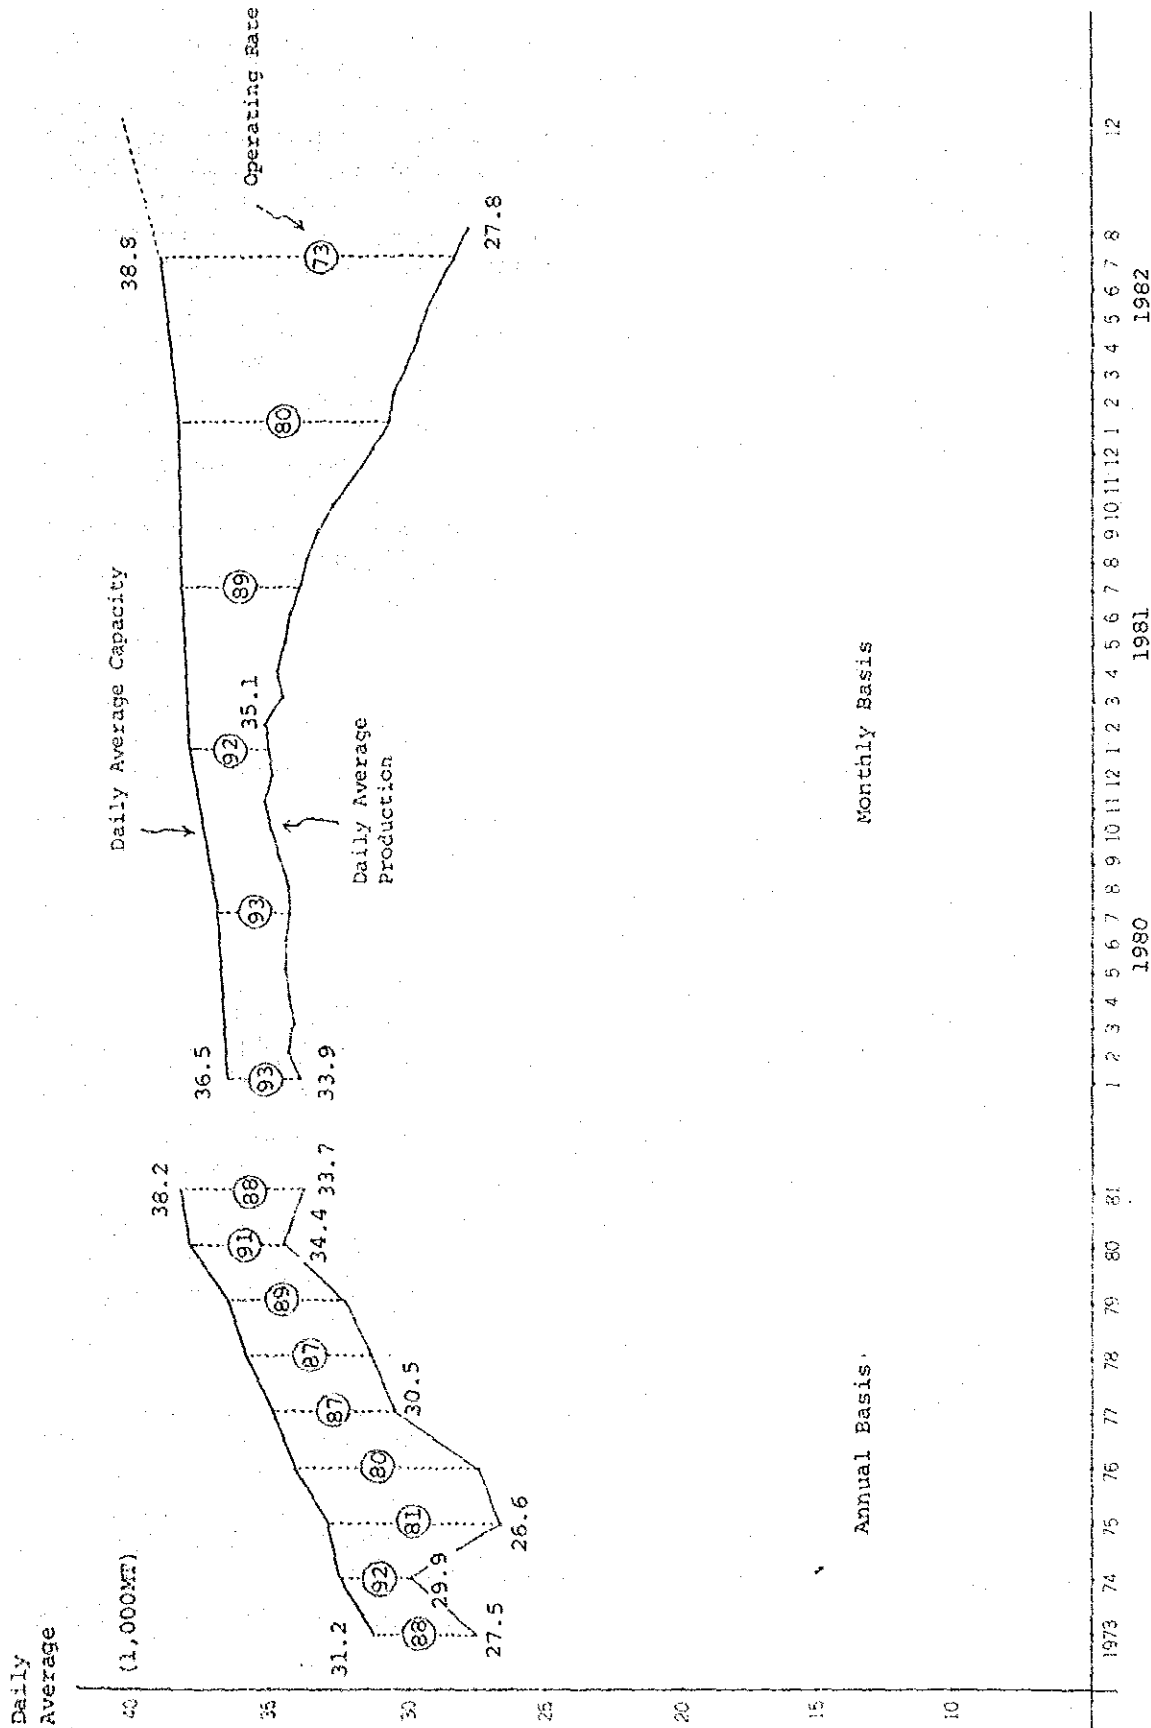 Daily
Average
(1,000MT)
40
35
30
25
20
15
10
31.2
88
27.5
92
29.9
81
26.6
80
87
30.5
87
89
91
34.4
38.2
88
33.7
36.5
93
33.9
93
Daily Average Capacity
Daily Average
Production
92
35.1
89
80
38.8
73
27.8
Operating Rate
Annual Basis
Monthly Basis
1973 74 75 76 77 78 79 80 81
1 2 3 4 5 6 7 8 9 10 11 12 1 2 3 4 5 6 7 8 9 10 11 12 1 2 3 4 5 6 7 8 12
1980 1981 1982